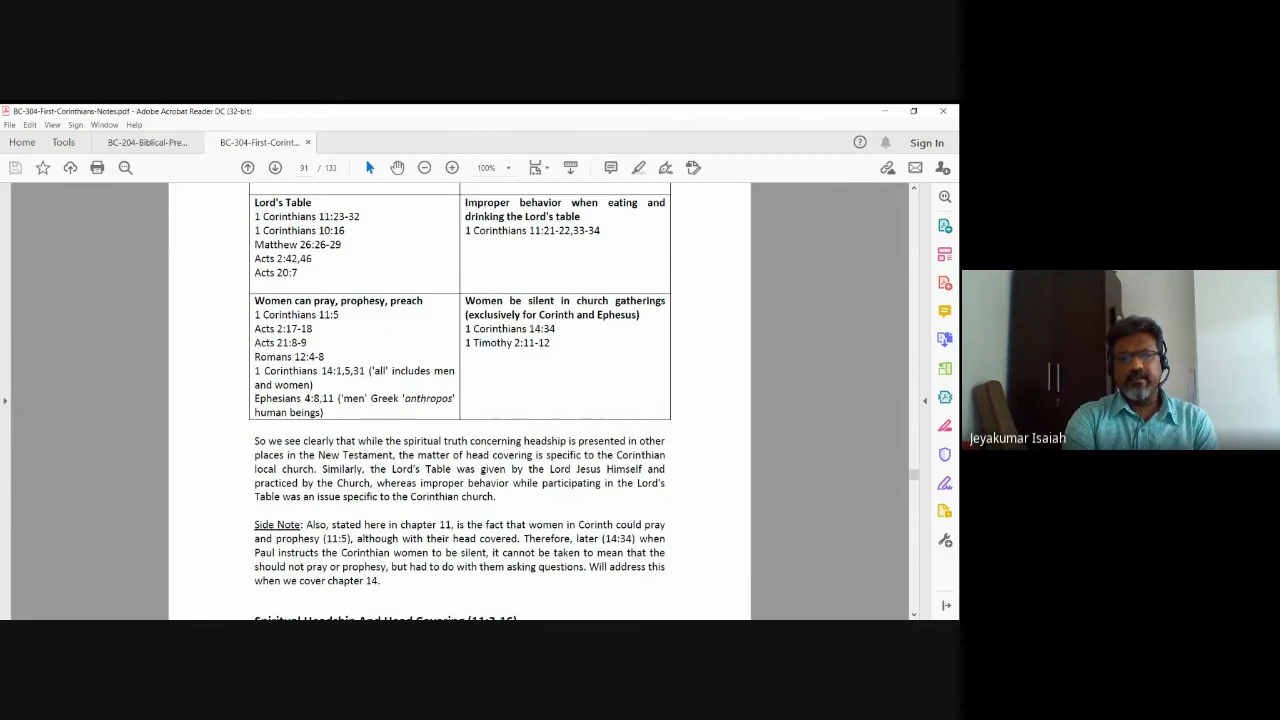 BC-304-First-Corinthians-Notes.pdf - Adobe Acrobat Reader DC (32-bit)
File Edit View Sign Window Help
Home Tools BC-204-Biblical-Pre... BC-304-First-Corint... × Sign In
91 / 133 100%
Lord's Table
1 Corinthians 11:23-32
1 Corinthians 10:16
Matthew 26:26-29
Acts 2:42,46
Acts 20:7
Improper behavior when eating and
drinking the Lord's table
1 Corinthians 11:21-22,33-34
Women can pray, prophesy, preach
1 Corinthians 11:5
Acts 2:17-18
Acts 21:8-9
Romans 12:4-8
1 Corinthians 14:1,5,31 ('all' includes men
and women)
Ephesians 4:8,11 ('men' Greek 'anthropos'
human beings)
Women be silent in church gatherings
(exclusively for Corinth and Ephesus)
1 Corinthians 14:34
1 Timothy 2:11-12
So we see clearly that while the spiritual truth concerning headship is presented in other
places in the New Testament, the matter of head covering is specific to the Corinthian
local church. Similarly, the Lord's Table was given by the Lord Jesus Himself and
practiced by the Church, whereas improper behavior while participating in the Lord's
Table was an issue specific to the Corinthian church.
Side Note: Also, stated here in chapter 11, is the fact that women in Corinth could pray
and prophesy (11:5), although with their head covered. Therefore, later (14:34) when
Paul instructs the Corinthian women to be silent, it cannot be taken to mean that the
should not pray or prophesy, but had to do with them asking questions. Will address this
when we cover chapter 14.
Spiritual Headship And Head Covering (11:2-16)
Jeyakumar Isaiah